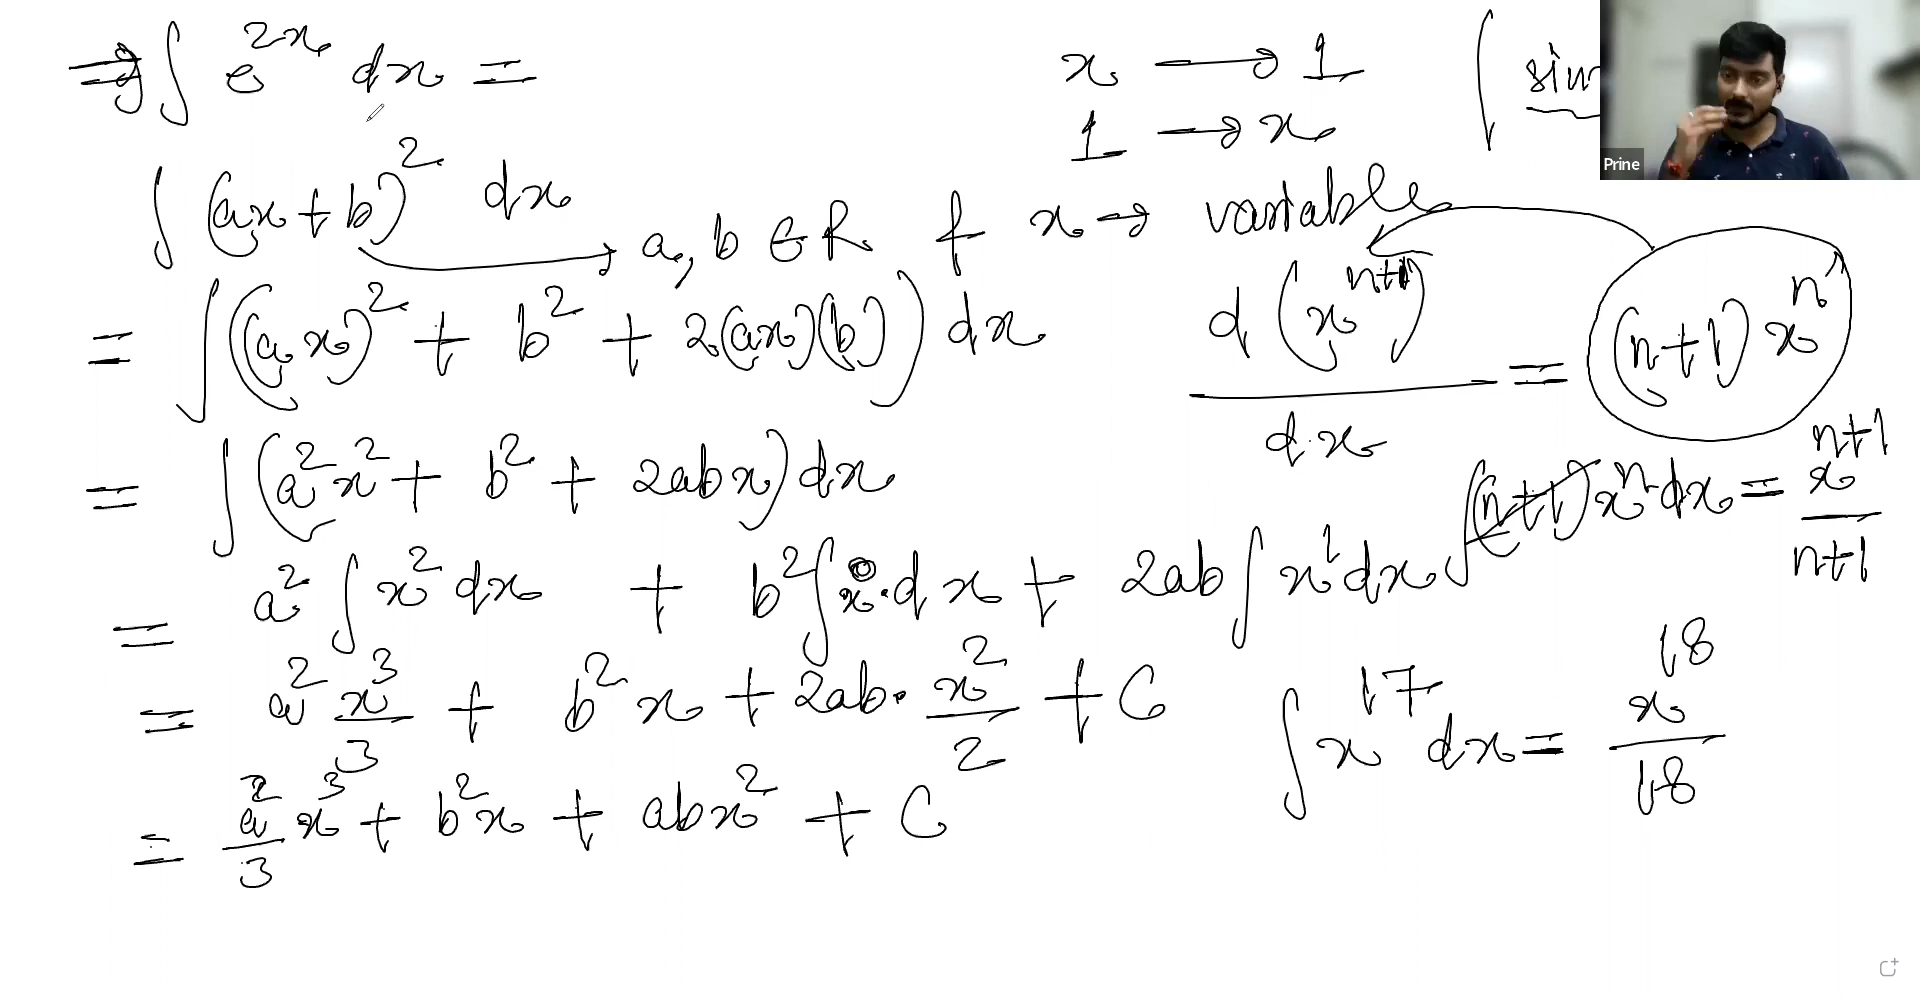 ⇒ ∫ e^{2x} dx =
x → 1
1 → x
∫ sin
Prine
∫ (ax+b)^2 dx
→ a, b ∈ R & x → variable
= ∫ ((ax)^2 + b^2 + 2(ax)(b)) dx
d(x^{n+1})/dx = (n+1) x^n
= ∫ (a^2x^2 + b^2 + 2abx) dx
∫ (n+1) x^n dx = x^{n+1}/n+1
= a^2 ∫ x^2 dx + b^2 ∫ x^0 · dx + 2ab ∫ x^1 dx
= a^2 x^3/3 + b^2 x + 2ab · x^2/2 + C
∫ x^{17} dx = x^{18}/18
= a^2/3 x^3 + b^2x + abx^2 + C